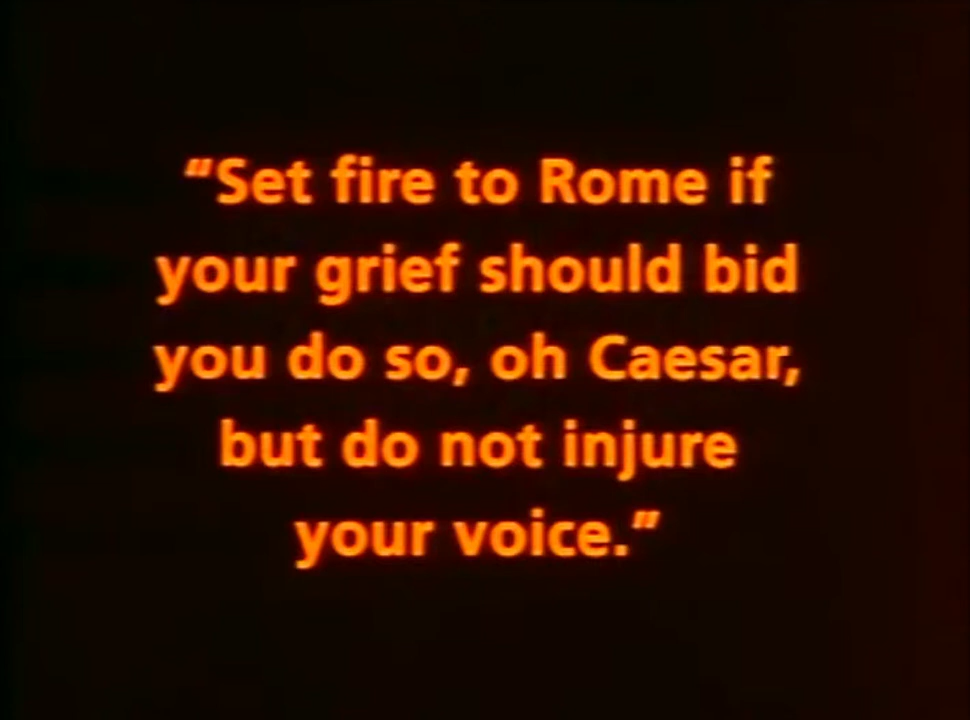 “Set fire to Rome if
your grief should bid
you do so, oh Caesar,
but do not injure
your voice.”